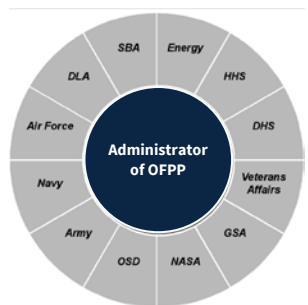 SBA
Energy
DLA
HHS
Air Force
Administrator
of OFPP
DHS
Navy
Veterans
Affairs
Army
GSA
OSD
NASA